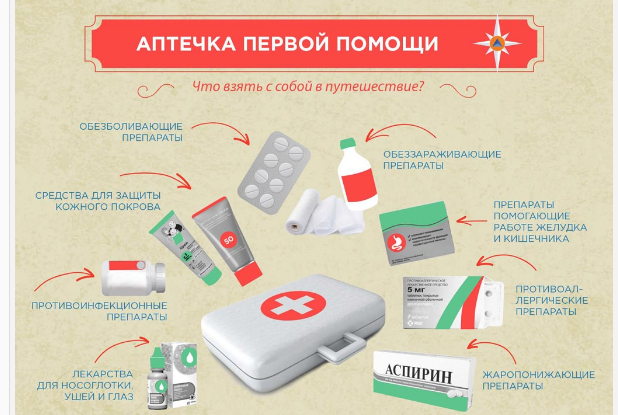 АПТЕЧКА ПЕРВОЙ ПОМОЩИ
Что взять с собой в путешествие?
ОБЕЗБОЛИВАЮЩИЕ
ПРЕПАРАТЫ
ОБЕЗЗАРАЖИВАЮЩИЕ
ПРЕПАРАТЫ
СРЕДСТВА ДЛЯ ЗАЩИТЫ
КОЖНОГО ПОКРОВА
50
ПРЕПАРАТЫ
ПОМОГАЮЩИЕ
РАБОТЕ ЖЕЛУДКА
И КИШЕЧНИКА
ПРОТИВОИНФЕКЦИОННЫЕ
ПРЕПАРАТЫ
5 МГ
ПРОТИВОАЛ-
ЛЕРГИЧЕСКИЕ
ПРЕПАРАТЫ
ЛЕКАРСТВА
ДЛЯ НОСОГЛОТКИ,
УШЕЙ И ГЛАЗ
АСПИРИН
ЖАРОПОНИЖАЮЩИЕ
ПРЕПАРАТЫ